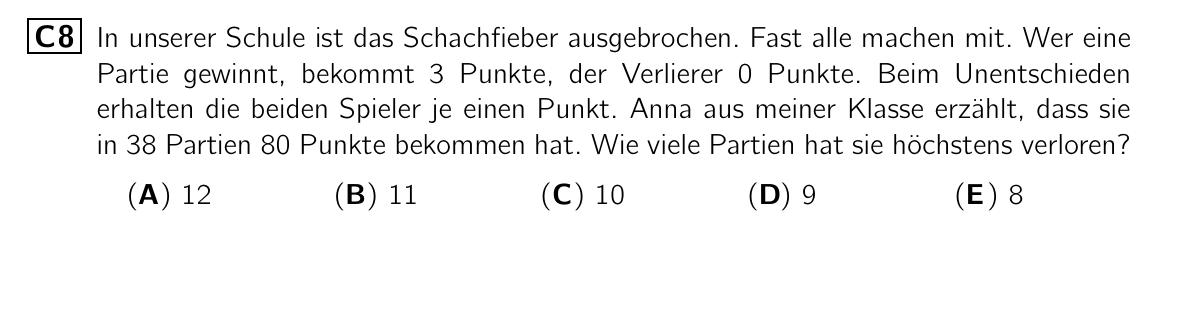 C8 In unserer Schule ist das Schachfieber ausgebrochen. Fast alle machen mit. Wer eine
Partie gewinnt, bekommt 3 Punkte, der Verlierer 0 Punkte. Beim Unentschieden
erhalten die beiden Spieler je einen Punkt. Anna aus meiner Klasse erzählt, dass sie
in 38 Partien 80 Punkte bekommen hat. Wie viele Partien hat sie höchstens verloren?
(A) 12 (B) 11 (C) 10 (D) 9 (E) 8